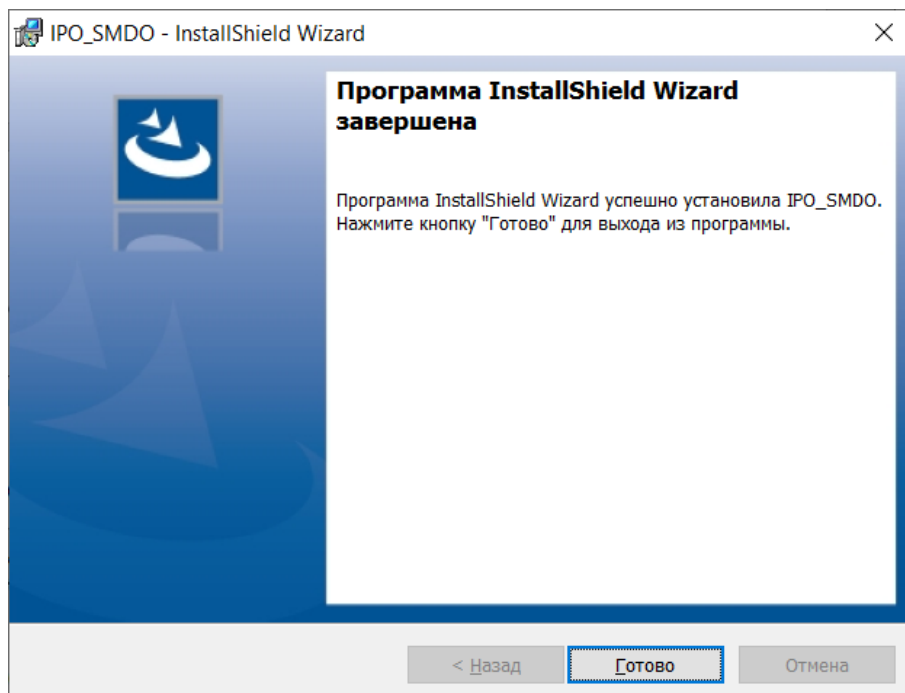 IPO_SMDO - InstallShield Wizard
Программа InstallShield Wizard
завершена
Программа InstallShield Wizard успешно установила IPO_SMDO.
Нажмите кнопку "Готово" для выхода из программы.
< Назад
Готово
Отмена